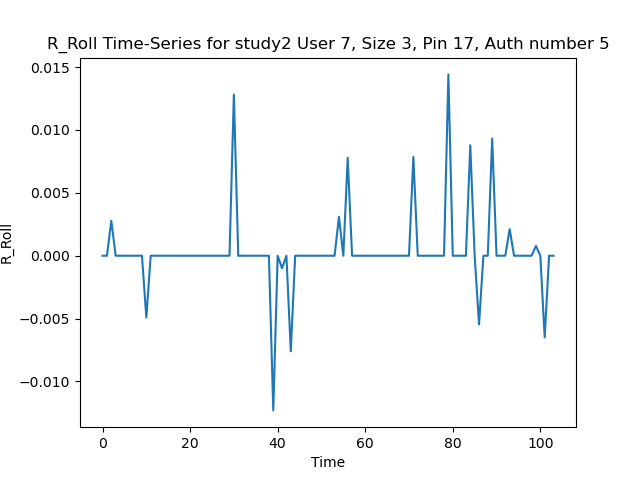 R_Roll Time-Series for study2 User 7, Size 3, Pin 17, Auth number 5
0.015
0.010
0.005
0.000
−0.005
−0.010
R_Roll
0 20 40 60 80 100
Time